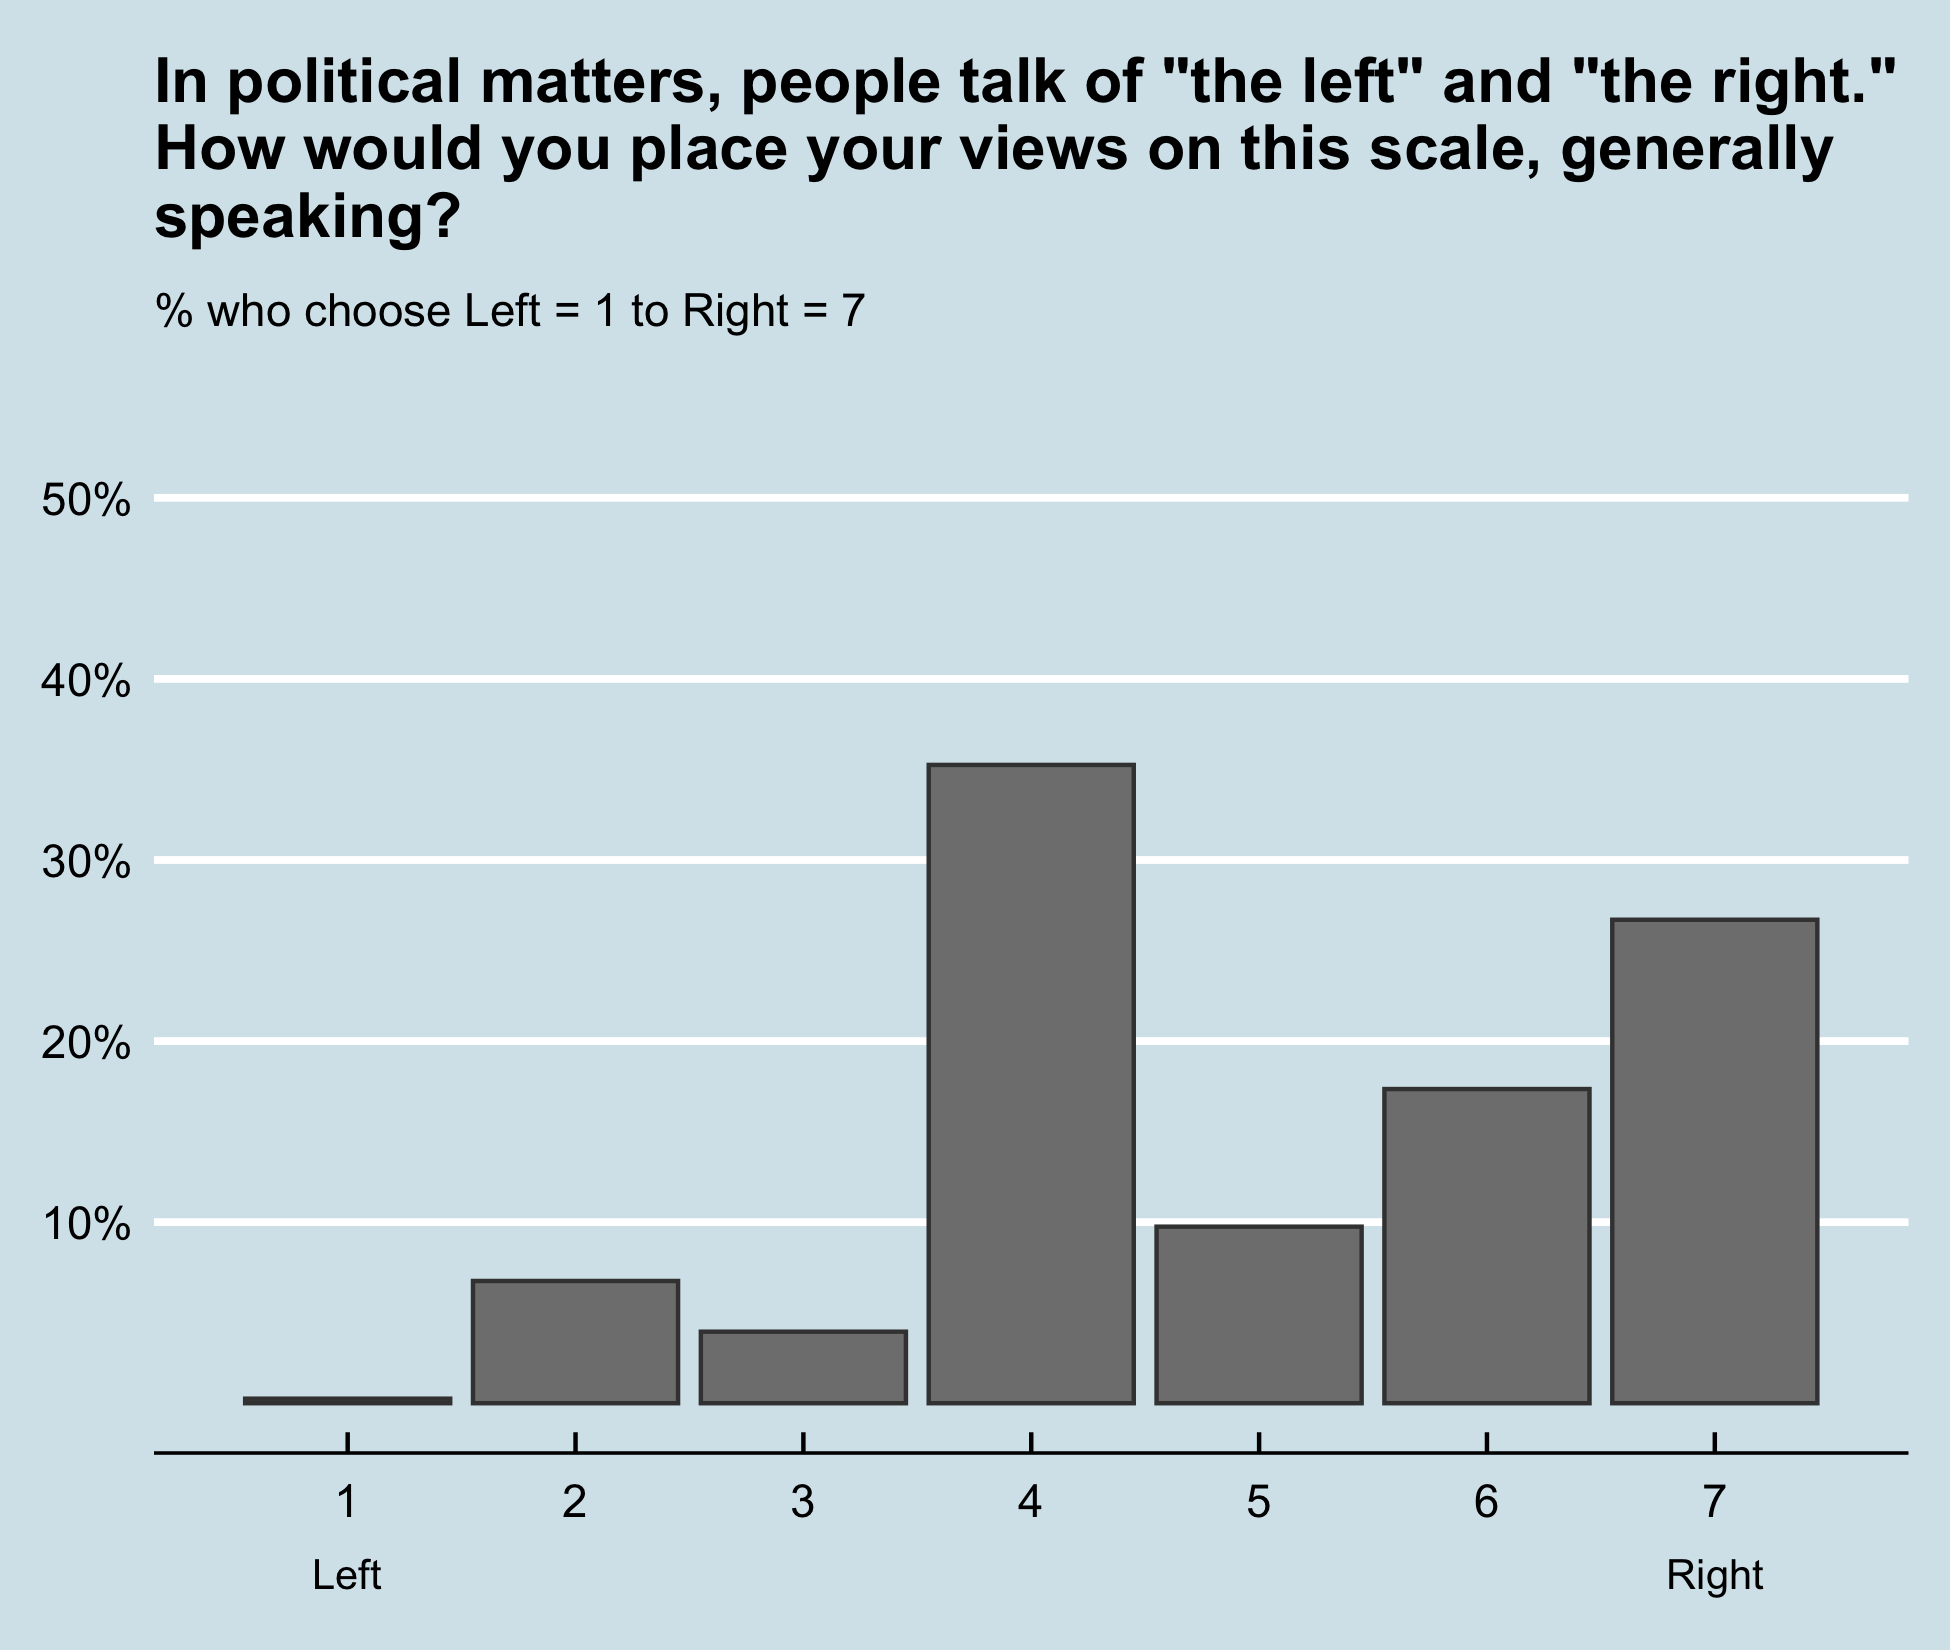 In political matters, people talk of "the left" and "the right."
How would you place your views on this scale, generally
speaking?
% who choose Left = 1 to Right = 7
50%
40%
30%
20%
10%
1 2 3 4 5 6 7
Left Right